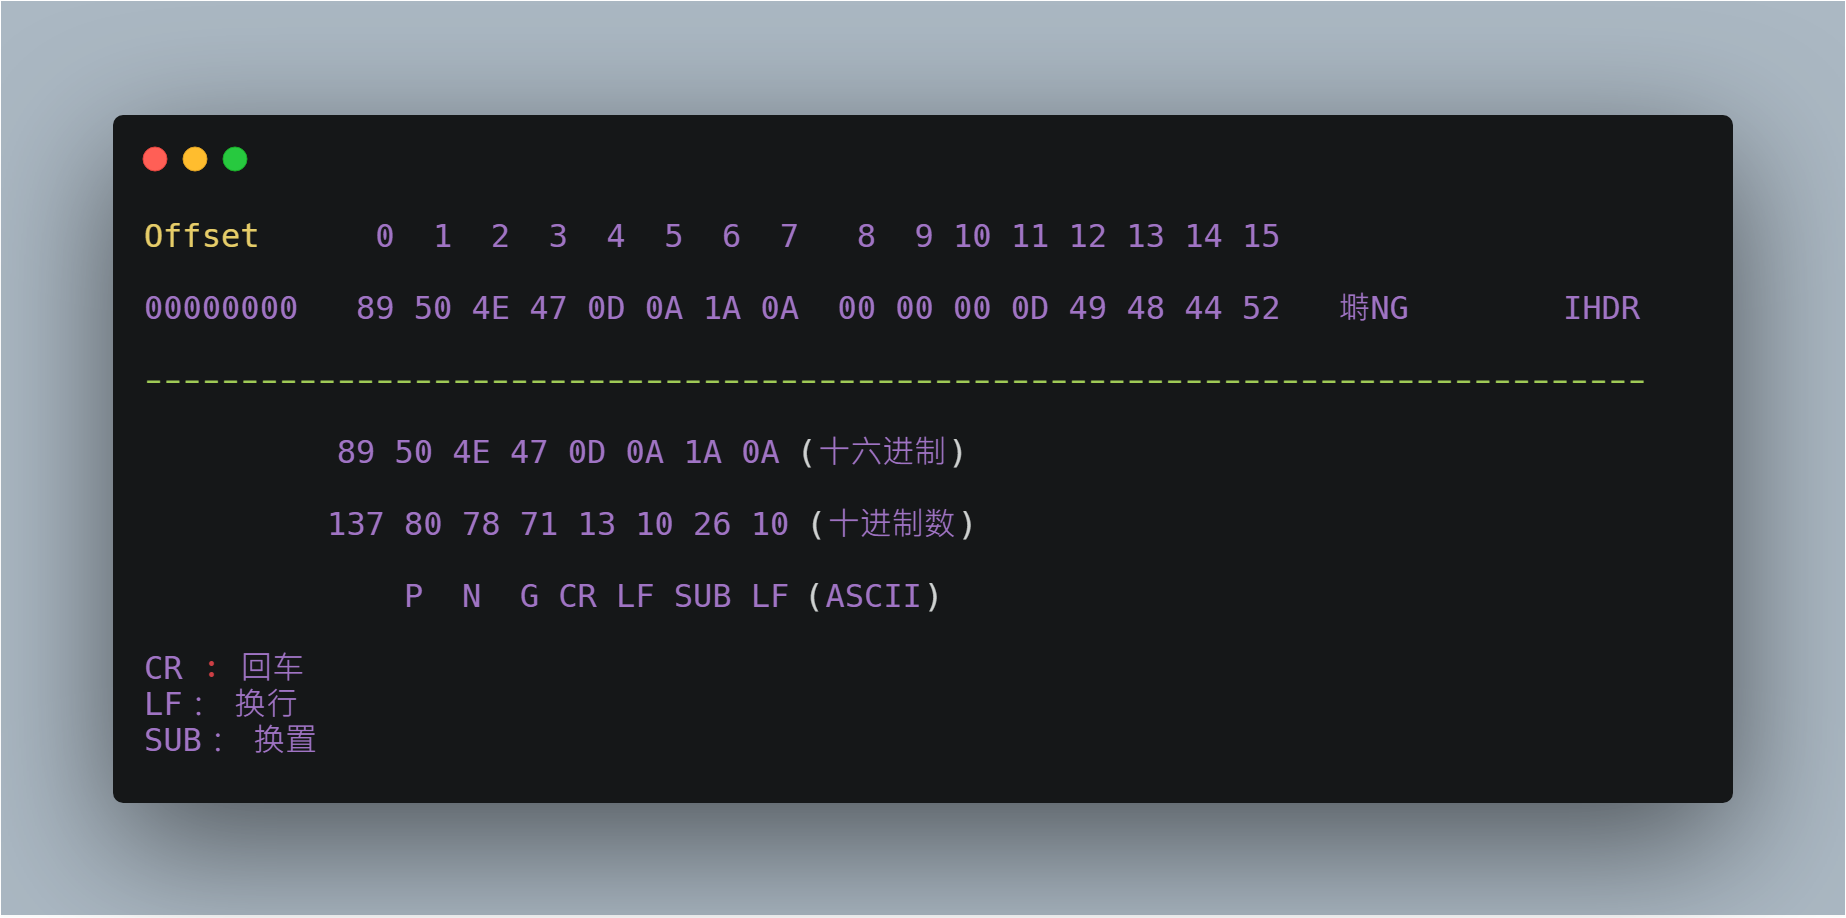 Offset 0 1 2 3 4 5 6 7 8 9 10 11 12 13 14 15
00000000 89 50 4E 47 0D 0A 1A 0A 00 00 00 0D 49 48 44 52 塒NG IHDR
------------------------------------------------------------------------------
89 50 4E 47 0D 0A 1A 0A (十六进制)
137 80 78 71 13 10 26 10 (十进制数)
P N G CR LF SUB LF (ASCII)
CR : 回车
LF： 换行
SUB： 换置